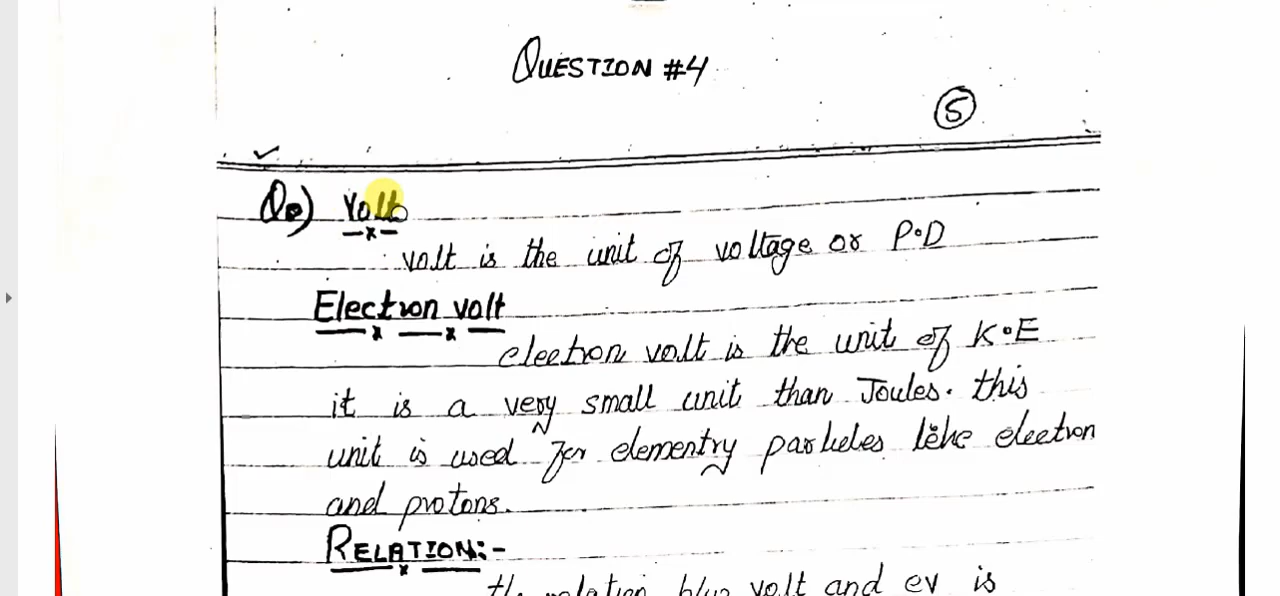 QUESTION #4
5
Qe) Volt
volt is the unit of voltage or P.D
Electron volt
electron volt is the unit of K.E
it is a very small unit than Joules. this
unit is used for elementry particles like electron
and protons.
RELATION:-
the relation b/w volt and ev is